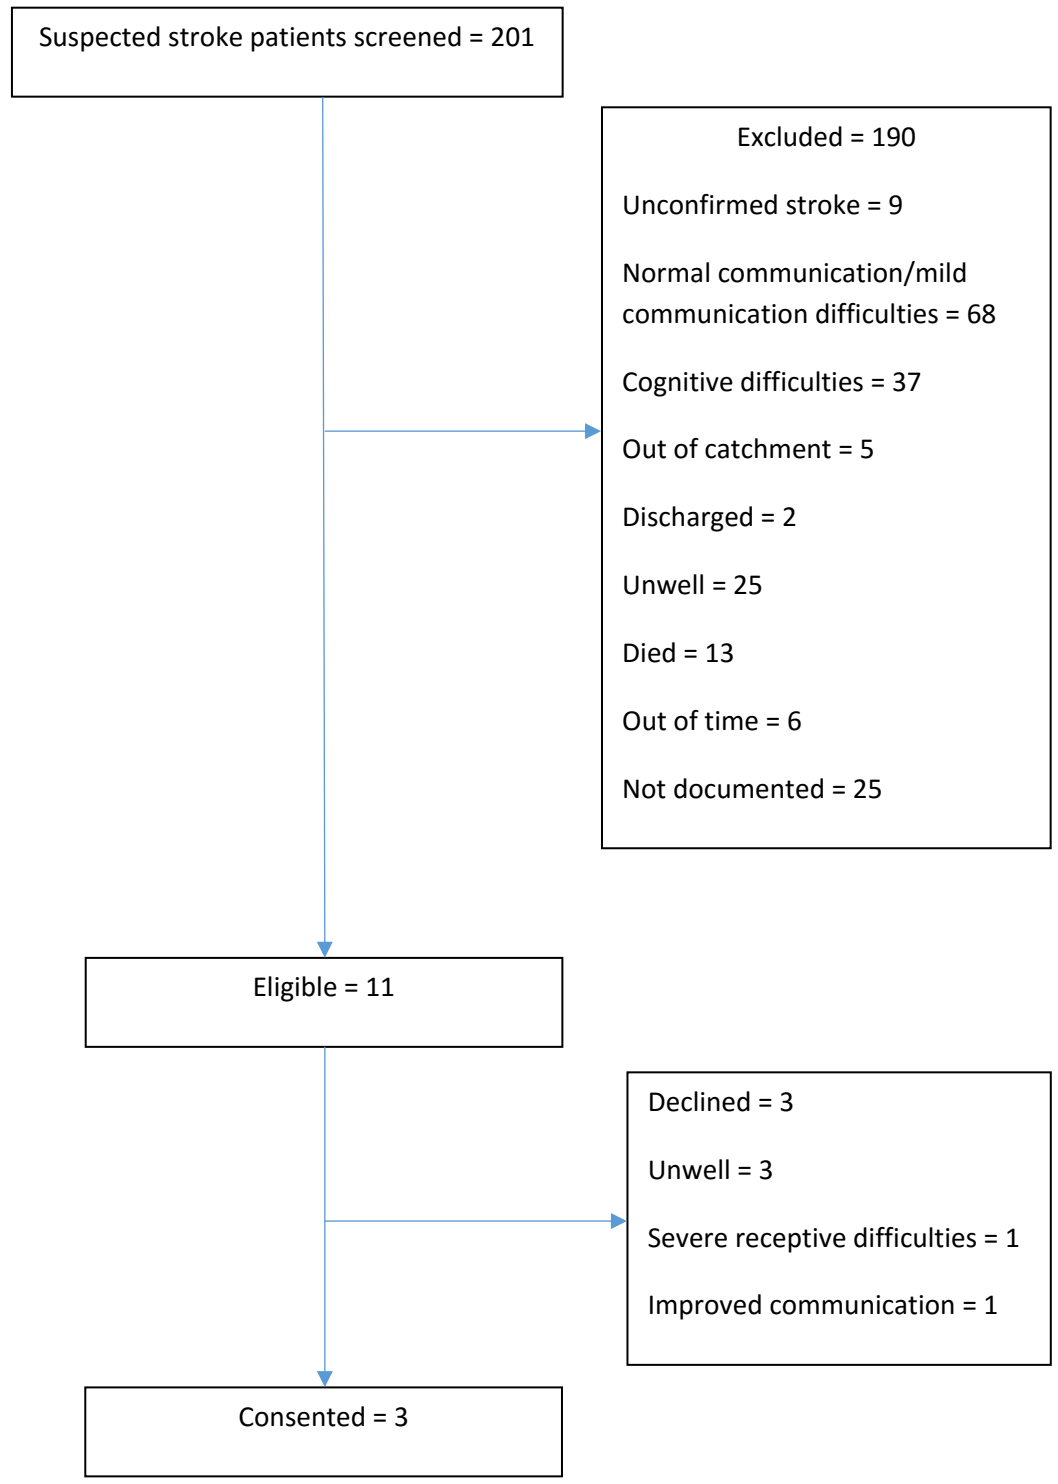 Suspected stroke patients screened = 201
Excluded = 190
Unconfirmed stroke = 9
Normal communication/mild
communication difficulties = 68
Cognitive difficulties = 37
Out of catchment = 5
Discharged = 2
Unwell = 25
Died = 13
Out of time = 6
Not documented = 25
Eligible = 11
Declined = 3
Unwell = 3
Severe receptive difficulties = 1
Improved communication = 1
Consented = 3